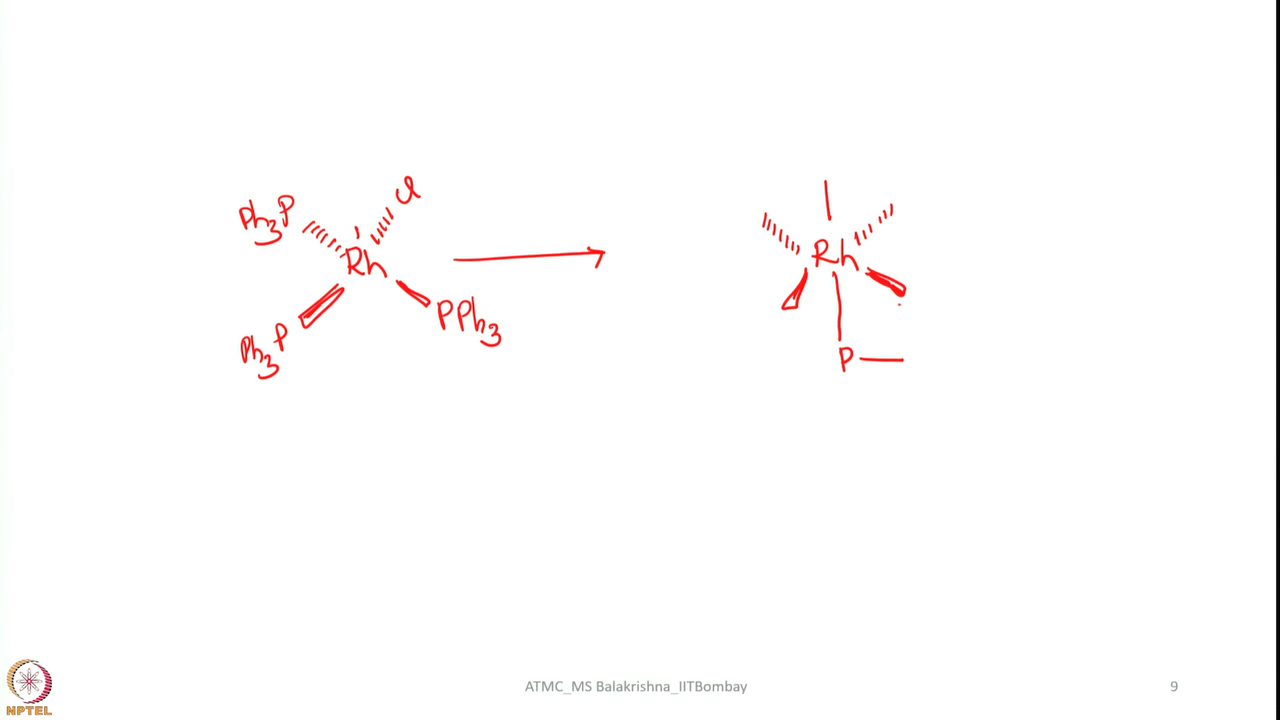 Ph3P Cl
Rh
Ph3P PPh3
Rh
P
NPTEL
ATMC_MS Balakrishna_IITBombay
9